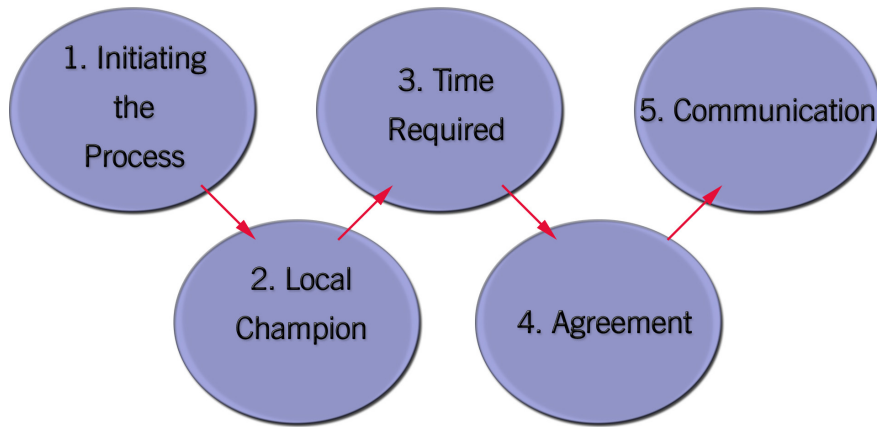 1. Initiating
the
Process
2. Local
Champion
3. Time
Required
4. Agreement
5. Communication